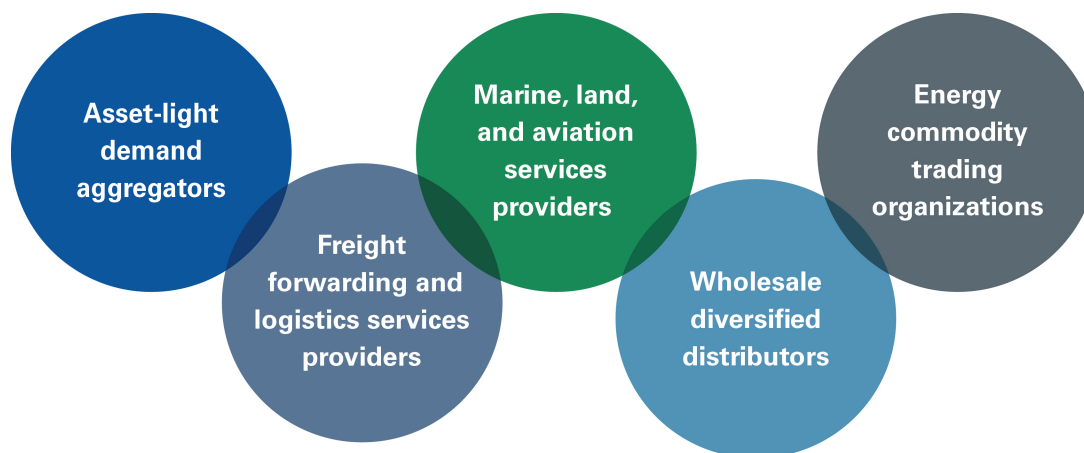 Asset-light
demand
aggregators
Freight
forwarding and
logistics services
providers
Marine, land,
and aviation
services
providers
Wholesale
diversified
distributors
Energy
commodity
trading
organizations